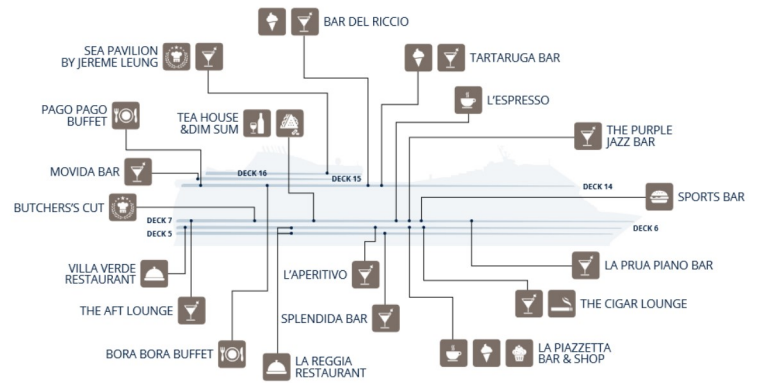 BAR DEL RICCIO
SEA PAVILION
BY JEREME LEUNG
TARTARUGA BAR
L'ESPRESSO
PAGO PAGO
BUFFET
TEA HOUSE
&DIM SUM
THE PURPLE
JAZZ BAR
MOVIDA BAR
DECK 16
DECK 15
DECK 14
SPORTS BAR
BUTCHERS'S CUT
DECK 7
DECK 6
DECK 5
VILLA VERDE
RESTAURANT
L'APERITIVO
LA PRUA PIANO BAR
THE AFT LOUNGE
SPLENDIDA BAR
THE CIGAR LOUNGE
BORA BORA BUFFET
LA REGGIA
RESTAURANT
LA PIAZZETTA
BAR & SHOP